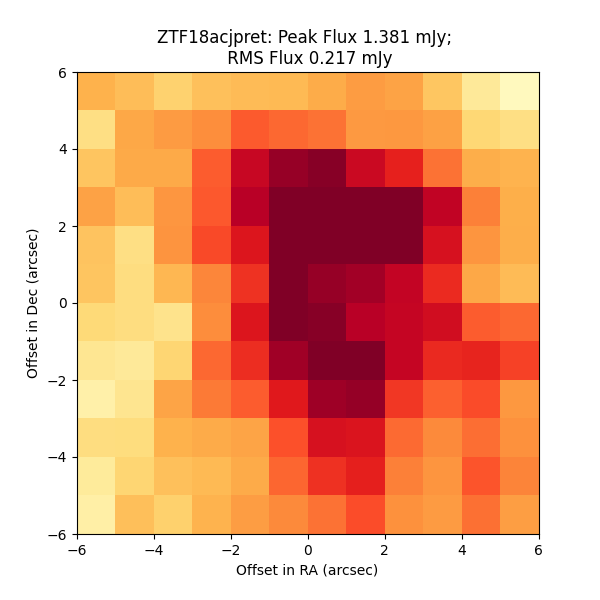 ZTF18acjpret: Peak Flux 1.381 mJy;
RMS Flux 0.217 mJy
6
4
2
0
−2
−4
−6
Offset in Dec (arcsec)
−6 −4 −2 0 2 4 6
Offset in RA (arcsec)